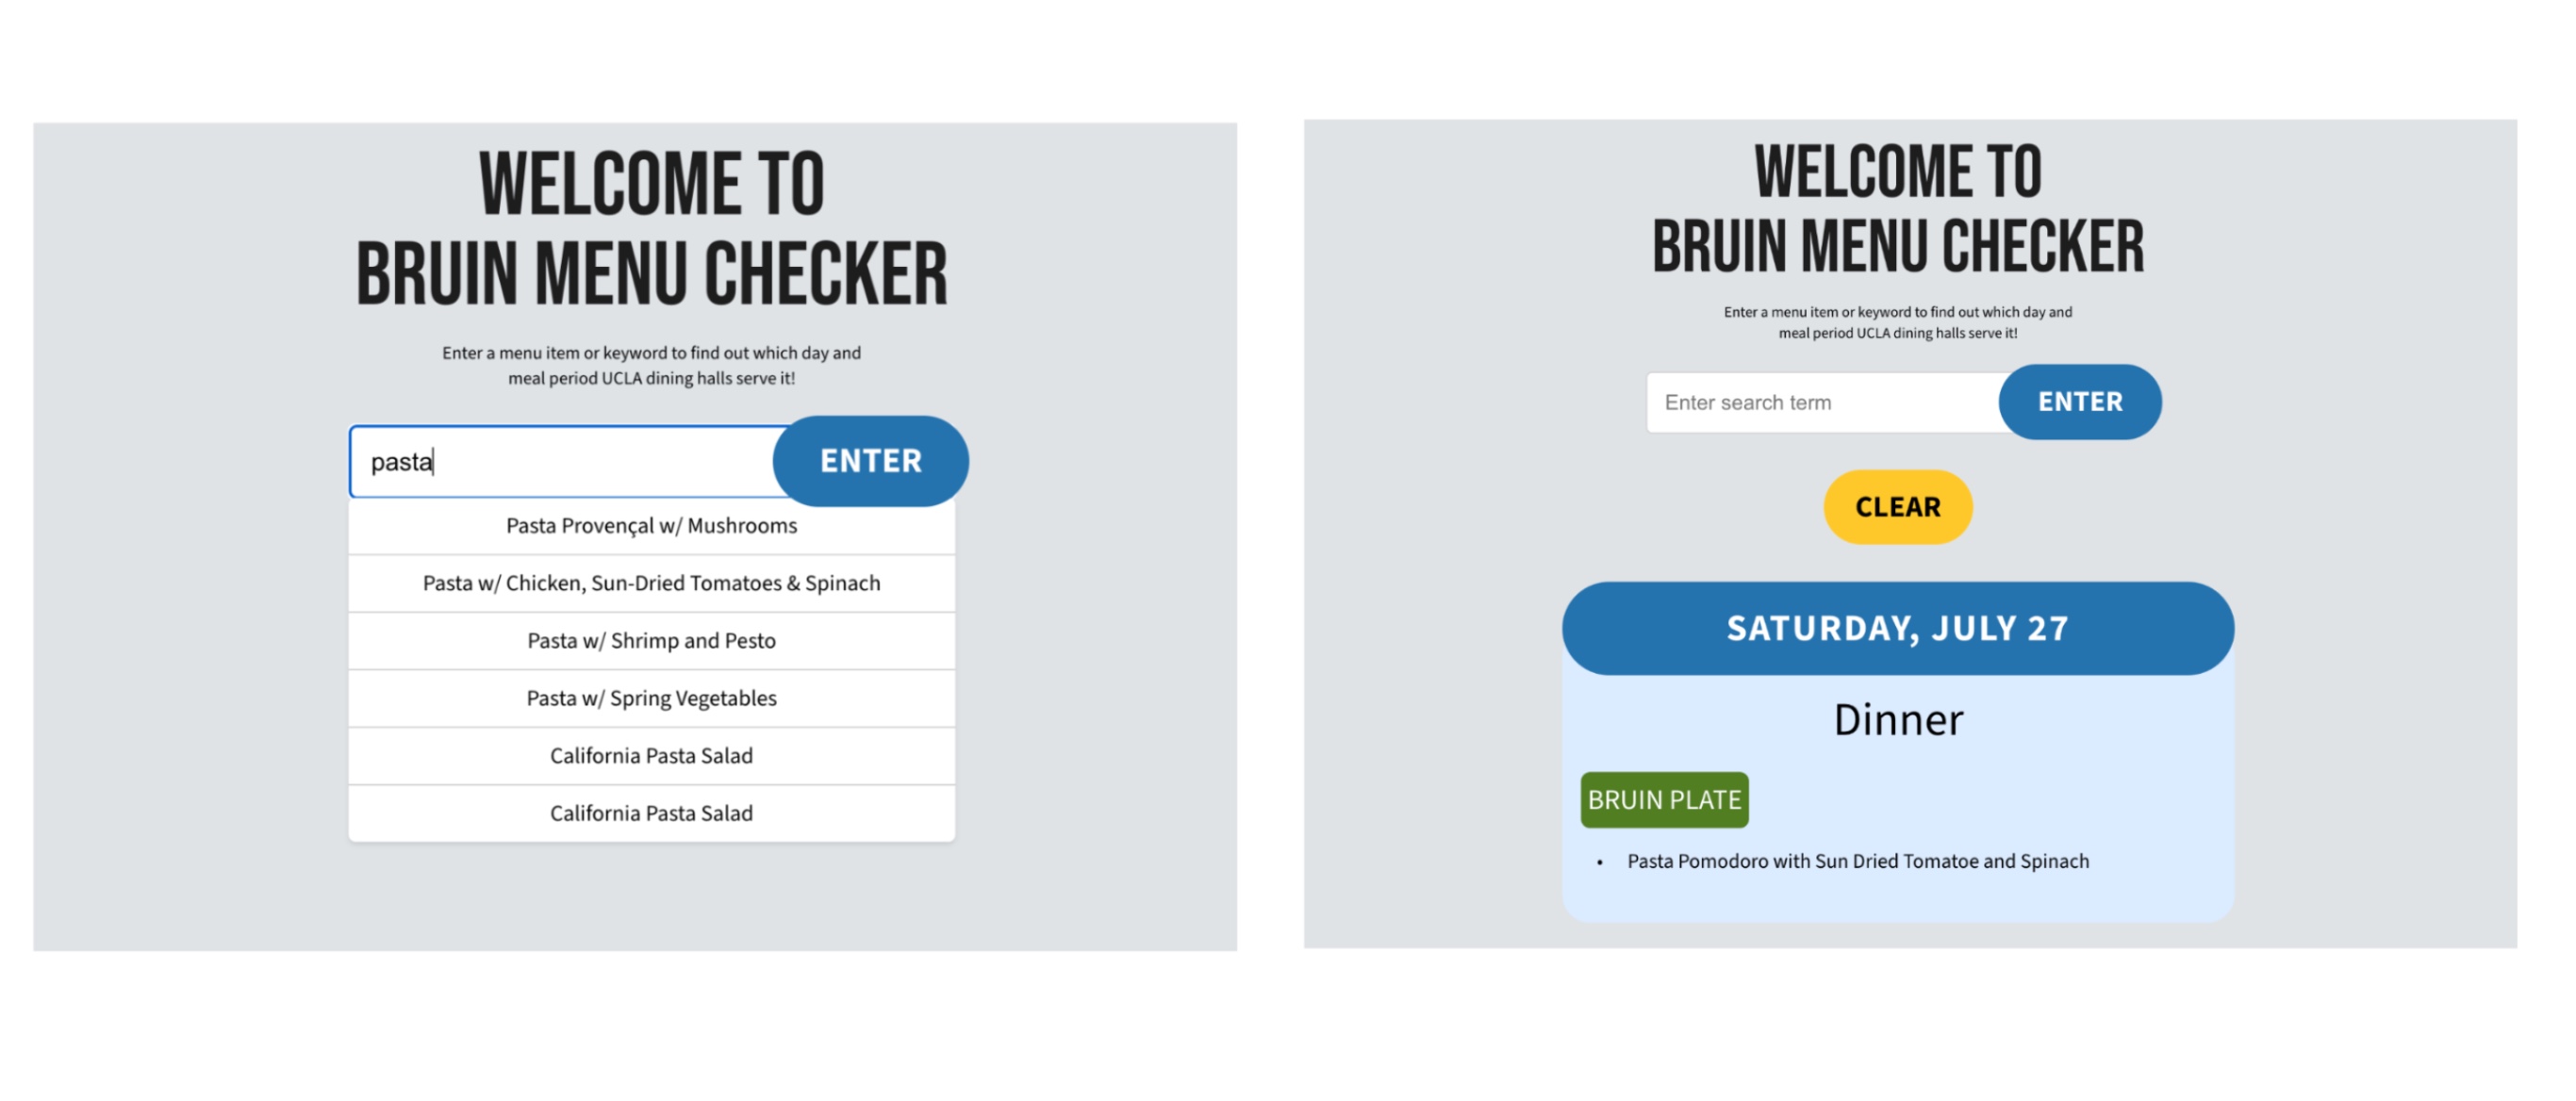 WELCOME TO
BRUIN MENU CHECKER
Enter a menu item or keyword to find out which day and
meal period UCLA dining halls serve it!
pasta
ENTER
Pasta Provençal w/ Mushrooms
Pasta w/ Chicken, Sun-Dried Tomatoes & Spinach
Pasta w/ Shrimp and Pesto
Pasta w/ Spring Vegetables
California Pasta Salad
California Pasta Salad
WELCOME TO
BRUIN MENU CHECKER
Enter a menu item or keyword to find out which day and
meal period UCLA dining halls serve it!
Enter search term
ENTER
CLEAR
SATURDAY, JULY 27
Dinner
BRUIN PLATE
• Pasta Pomodoro with Sun Dried Tomatoe and Spinach